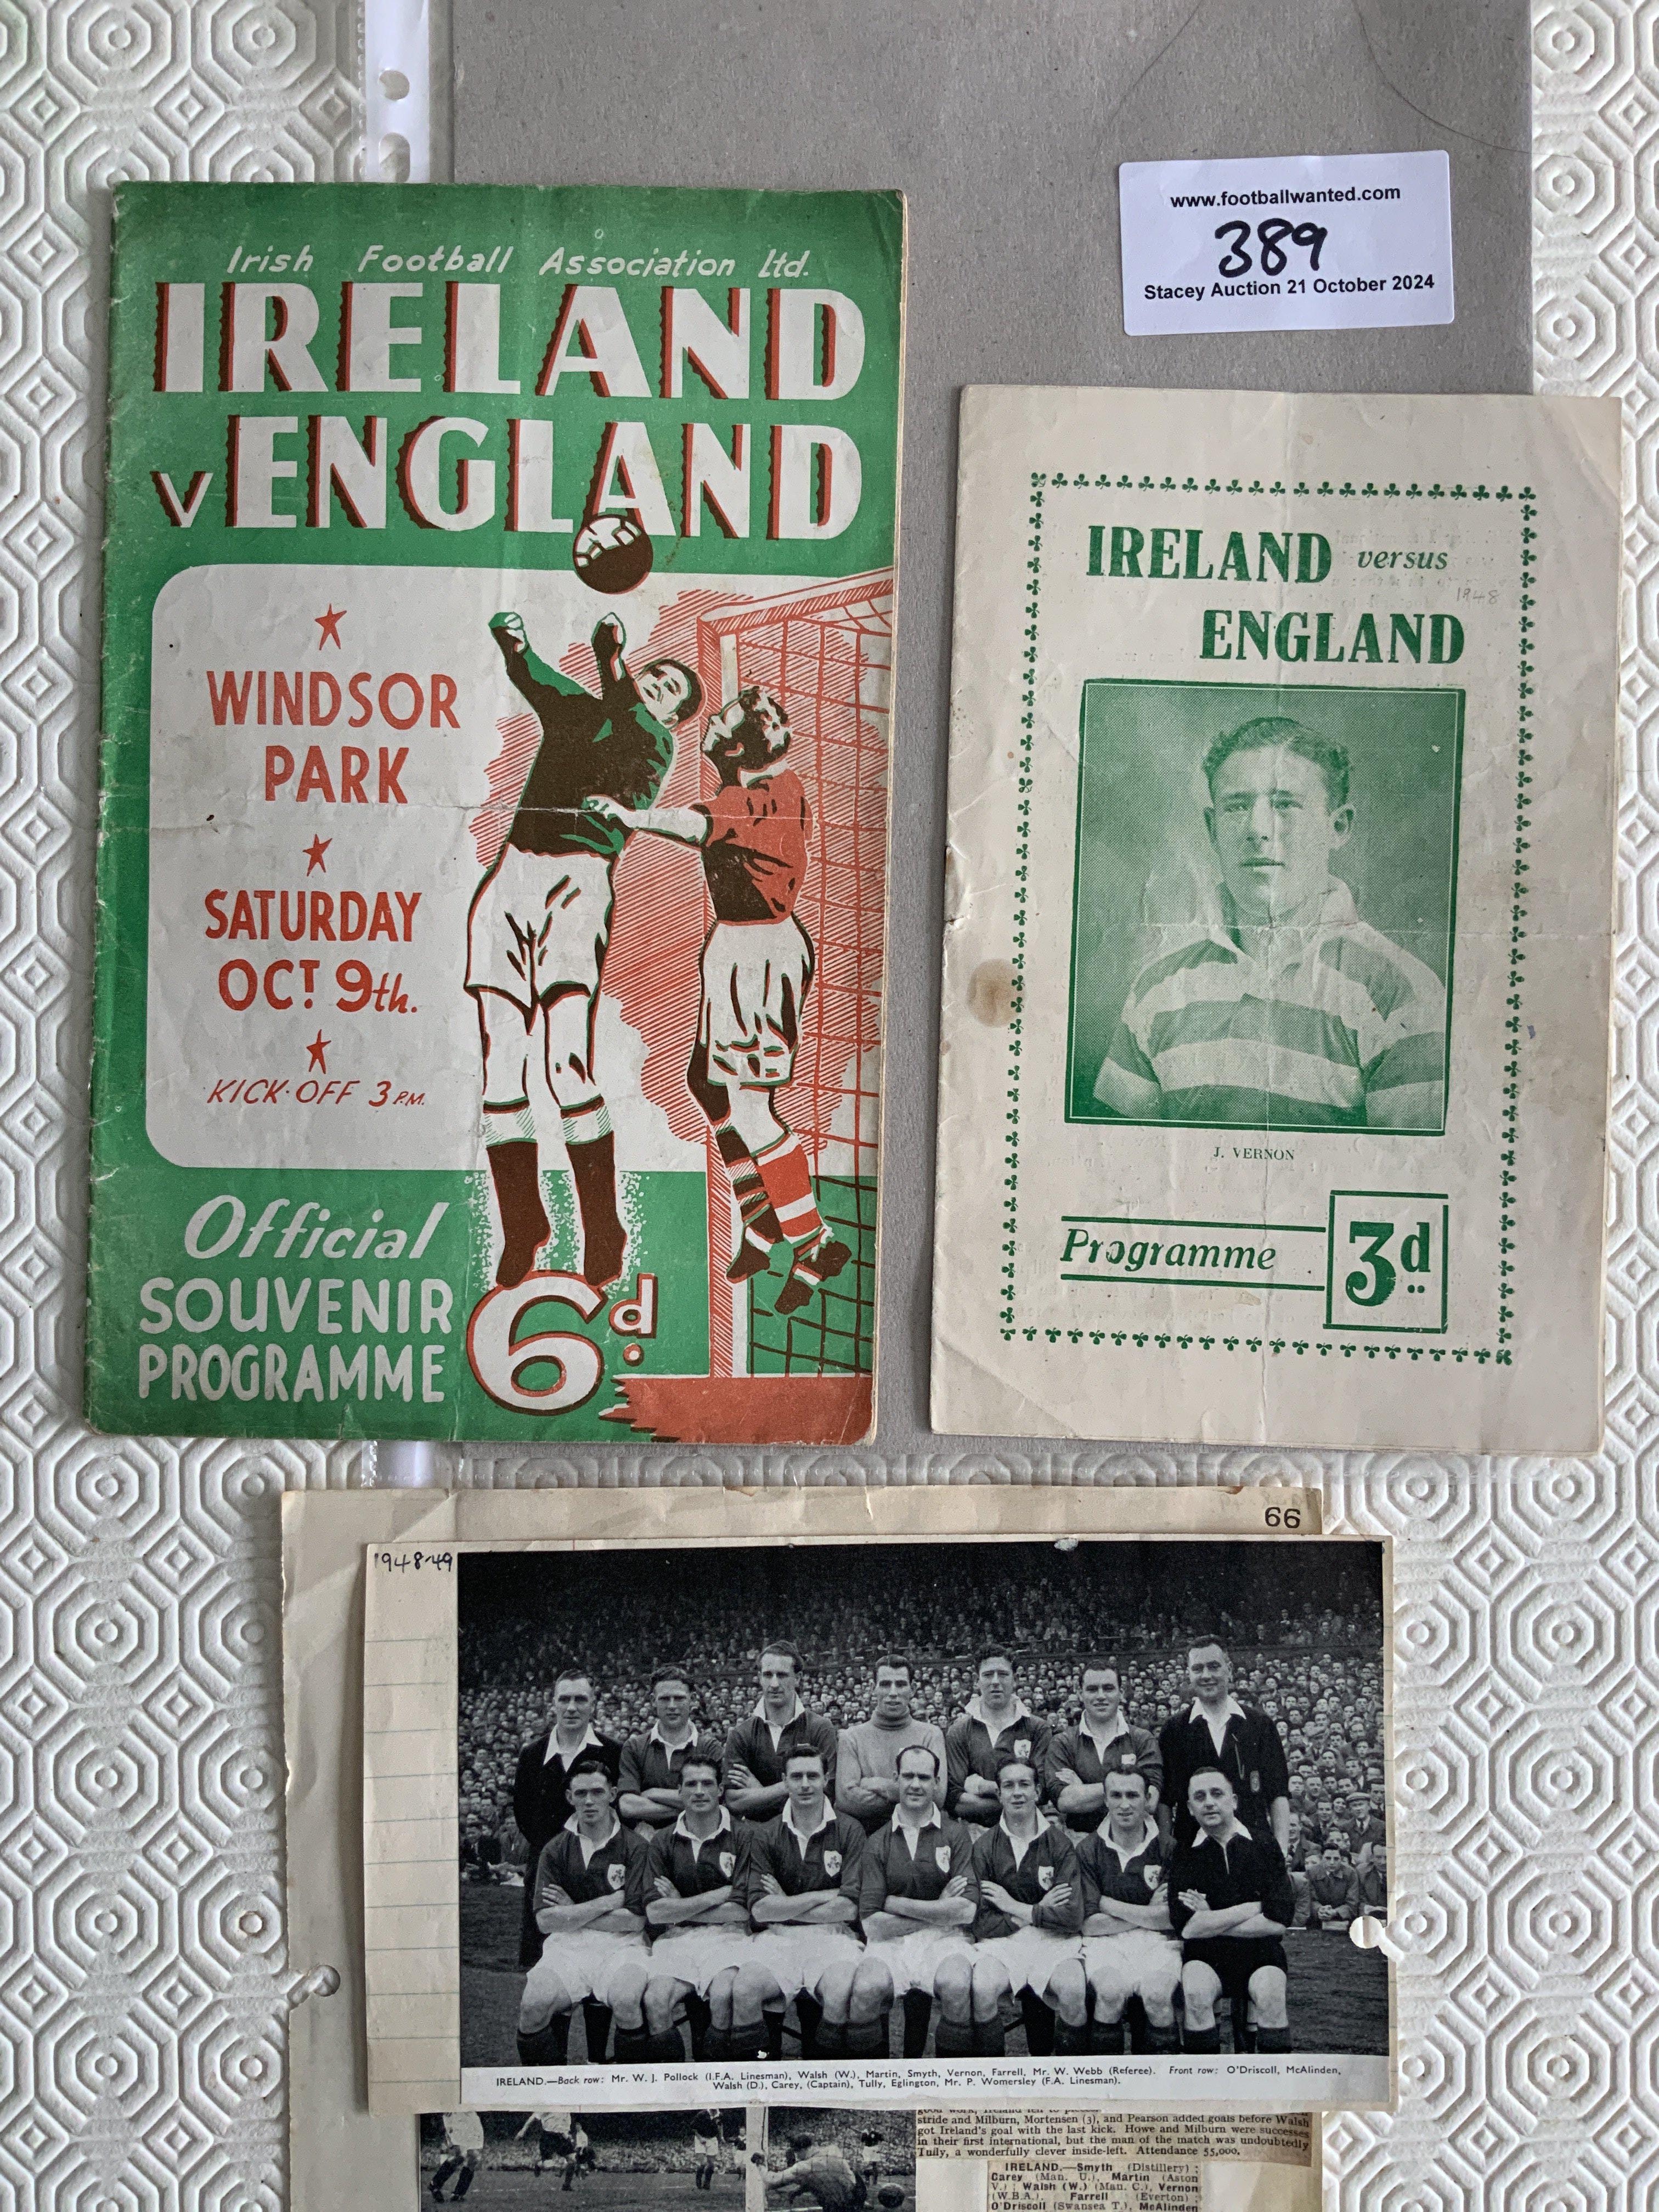 www.footballwanted.com
389
Stacey Auction 21 October 2024
Irish Football Association Ltd.
IRELAND
V ENGLAND
WINDSOR
PARK
SATURDAY
OCT 9th.
KICK-OFF 3 P.M.
Official
SOUVENIR
PROGRAMME
6d.
IRELAND versus
1948
ENGLAND
J. VERNON
Programme 3d
66
1948-49
IRELAND.—Back row: Mr. W. J. Pollock (I.F.A. Linesman), Walsh (W.), Martin, Smyth, Vernon, Farrell, Mr. W. Webb (Referee). Front row: O'Driscoll, McAlinden,
Walsh (D.), Carey, (Captain), Tully, Eglington, Mr. P. Womersley (F.A. Linesman).
stride and Milburn, Mortensen (3), and Pearson added goals before Walsh
got Ireland's goal with the last kick. Howe and Milburn were successes
in their first international, but the man of the match was undoubtedly
Tully, a wonderfully clever inside-left. Attendance 55,000.
IRELAND.—Smyth (Distillery) ;
Carey (Man. U.), Martin (Aston
V.) ; Walsh (W.) (Man. C.), Vernon
(W.B.A.), Farrell (Everton) ;
O'Driscoll (Swansea T.), McAlinden